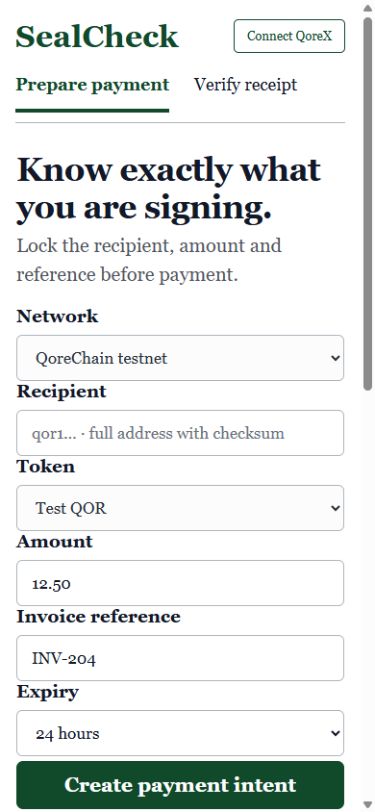 SealCheck
Connect QoreX
Prepare payment
Verify receipt
Know exactly what
you are signing.
Lock the recipient, amount and
reference before payment.
Network
QoreChain testnet
Recipient
qor1... · full address with checksum
Token
Test QOR
Amount
12.50
Invoice reference
INV-204
Expiry
24 hours
Create payment intent